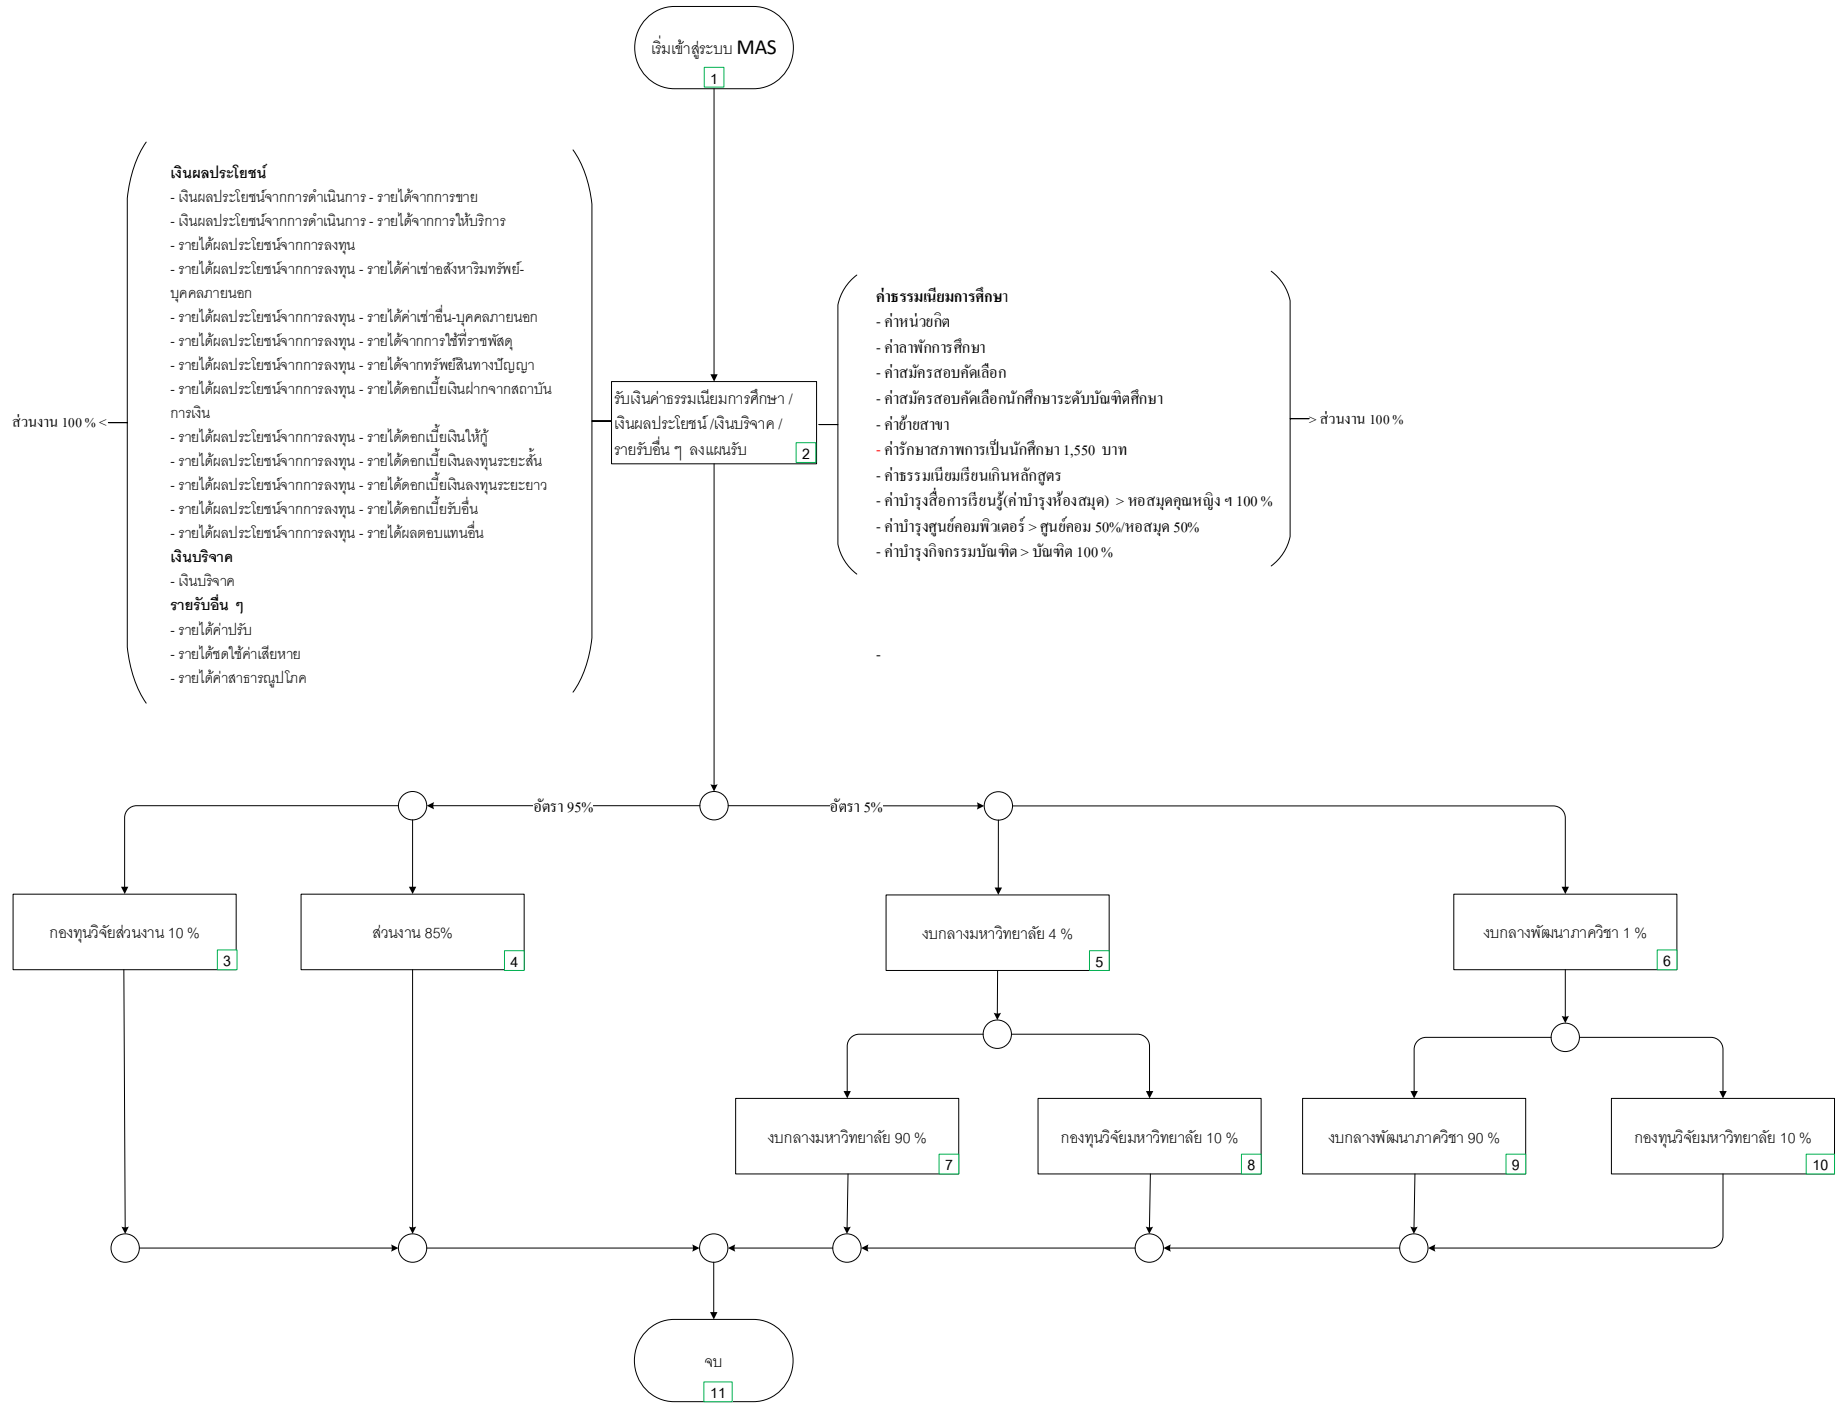 เริ่มเข้าสู่ระบบ MAS
1
เงินผลประโยชน์
- เงินผลประโยชน์จากการดำเนินการ - รายได้จากการขาย
- เงินผลประโยชน์จากการดำเนินการ - รายได้จากการให้บริการ
- รายได้ผลประโยชน์จากการลงทุน
- รายได้ผลประโยชน์จากการลงทุน - รายได้ค่าเช่าอสังหาริมทรัพย์-
บุคคลภายนอก
- รายได้ผลประโยชน์จากการลงทุน - รายได้ค่าเช่าอื่น-บุคคลภายนอก
- รายได้ผลประโยชน์จากการลงทุน - รายได้จากการใช้ที่ราชพัสดุ
- รายได้ผลประโยชน์จากการลงทุน - รายได้จากทรัพย์สินทางปัญญา
- รายได้ผลประโยชน์จากการลงทุน - รายได้ดอกเบี้ยเงินฝากจากสถาบัน
การเงิน
- รายได้ผลประโยชน์จากการลงทุน - รายได้ดอกเบี้ยเงินให้กู้
- รายได้ผลประโยชน์จากการลงทุน - รายได้ดอกเบี้ยเงินลงทุนระยะสั้น
- รายได้ผลประโยชน์จากการลงทุน - รายได้ดอกเบี้ยเงินลงทุนระยะยาว
- รายได้ผลประโยชน์จากการลงทุน - รายได้ดอกเบี้ยรับอื่น
- รายได้ผลประโยชน์จากการลงทุน - รายได้ผลตอบแทนอื่น
เงินบริจาค
- เงินบริจาค
รายรับอื่น ๆ
- รายได้ค่าปรับ
- รายได้ชดใช้ค่าเสียหาย
- รายได้ค่าสาธารณูปโภค
ส่วนงาน 100 % <
รับเงินค่าธรรมเนียมการศึกษา /
เงินผลประโยชน์ /เงินบริจาค /
รายรับอื่น ๆ ลงแผนรับ
2
ค่าธรรมเนียมการศึกษา
- ค่าหน่วยกิต
- ค่าลาพักการศึกษา
- ค่าสมัครสอบคัดเลือก
- ค่าสมัครสอบคัดเลือกนักศึกษาระดับบัณฑิตศึกษา
- ค่าย้ายสาขา
- ค่ารักษาสภาพการเป็นนักศึกษา 1,550 บาท
- ค่าธรรมเนียมเรียนเกินหลักสูตร
- ค่าบำรุงสื่อการเรียนรู้(ค่าบำรุงห้องสมุด) > หอสมุดคุณหญิง ฯ 100 %
- ค่าบำรุงศูนย์คอมพิวเตอร์ > ศูนย์คอม 50%/หอสมุด 50%
- ค่าบำรุงกิจกรรมบัณฑิต > บัณฑิต 100 %
-
> ส่วนงาน 100 %
อัตรา 95%
อัตรา 5%
กองทุนวิจัยส่วนงาน 10 %
3
ส่วนงาน 85%
4
งบกลางมหาวิทยาลัย 4 %
5
งบกลางพัฒนาภาควิชา 1 %
6
งบกลางมหาวิทยาลัย 90 %
7
กองทุนวิจัยมหาวิทยาลัย 10 %
8
งบกลางพัฒนาภาควิชา 90 %
9
กองทุนวิจัยมหาวิทยาลัย 10 %
10
จบ
11